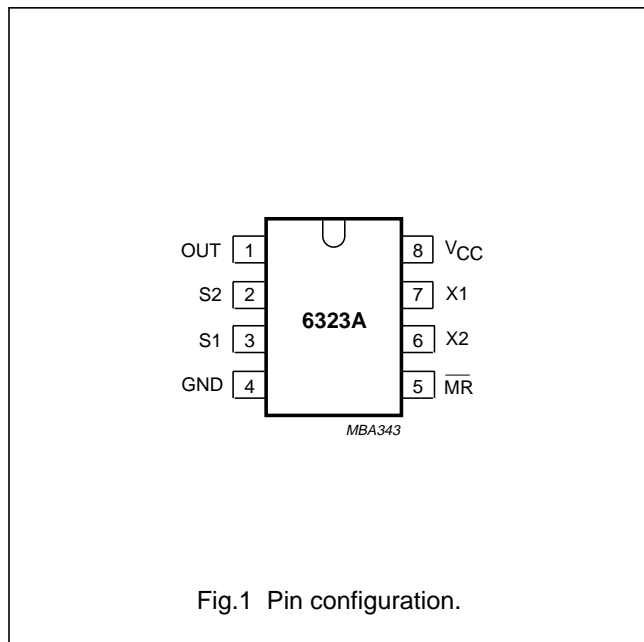 OUT 1 8 VCC
S2 2 7 X1
6323A
S1 3 6 X2
GND 4 5 M̅R̅
MBA343
Fig.1 Pin configuration.